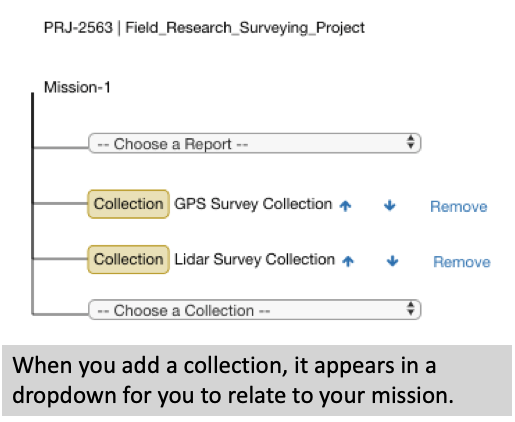 PRJ-2563 | Field_Research_Surveying_Project
Mission-1
-- Choose a Report --
Collection GPS Survey Collection Remove
Collection Lidar Survey Collection Remove
-- Choose a Collection --
When you add a collection, it appears in a
dropdown for you to relate to your mission.